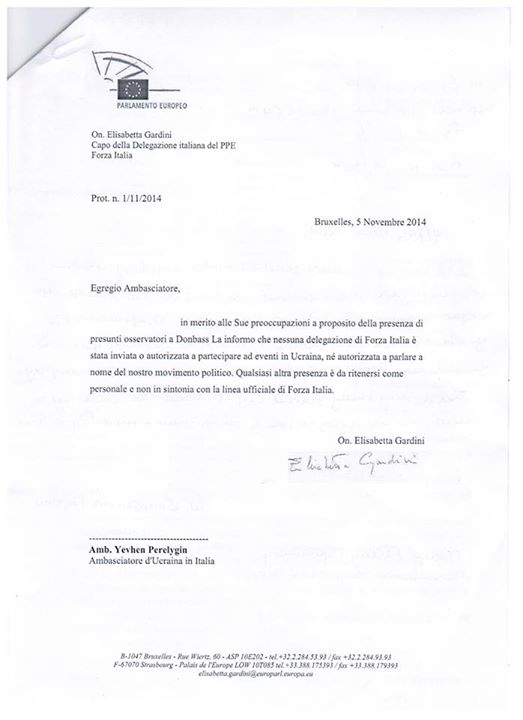 PARLAMENTO EUROPEO
On. Elisabetta Gardini
Capo della Delegazione italiana del PPE
Forza Italia
Prot. n. 1/11/2014
Bruxelles, 5 Novembre 2014
Egregio Ambasciatore,
in merito alle Sue preoccupazioni a proposito della presenza di
presunti osservatori a Donbass La informo che nessuna delegazione di Forza Italia è
stata inviata o autorizzata a partecipare ad eventi in Ucraina, né autorizzata a parlare a
nome del nostro movimento politico. Qualsiasi altra presenza è da ritenersi come
personale e non in sintonia con la linea ufficiale di Forza Italia.
On. Elisabetta Gardini
Elisabetta Gardini
------------------------------------
Amb. Yevhen Perelygin
Ambasciatore d'Ucraina in Italia
B-1047 Bruxelles - Rue Wiertz, 60 - ASP 10E202 - tel.+32.2.284.53.93 / fax +32.2.284.93.93
F-67070 Strasbourg - Palais de l'Europe LOW 10T085 tel.+33.388.175393 / fax +33.388.179393
elisabetta.gardini@europarl.europa.eu